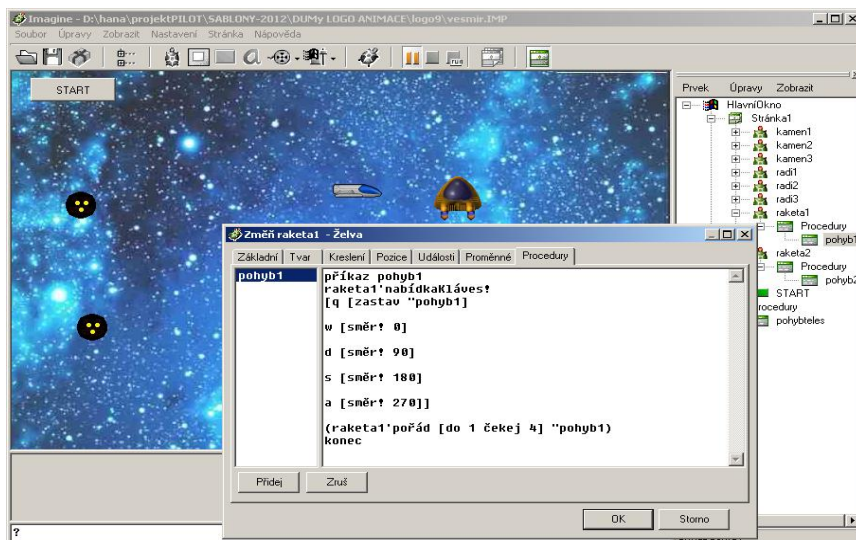 Imagine - D:\hana\projektPILOT\SABLONY-2012\DUMy LOGO ANIMACE\logo9\vesmir.IMP
Soubor Úpravy Zobrazit Nastavení Stránka Nápověda
START
Prvek Úpravy Zobrazit
HlavníOkno
Stránka1
kamen1
kamen2
kamen3
radi1
radi2
radi3
raketa1
Procedury
pohyb1
raketa2
Procedury
pohyb2
START
rocedury
pohybteles
Změň raketa1 - Želva
Základní Tvar Kreslení Pozice Události Proměnné Procedury
pohyb1
příkaz pohyb1
raketa1'nabídkaKláves!
[q [zastav "pohyb1]
w [směr! 0]
d [směr! 90]
s [směr! 180]
a [směr! 270]]
(raketa1'pořád [do 1 čekej 4] "pohyb1)
konec
Přidej Zruš
OK Storno
?